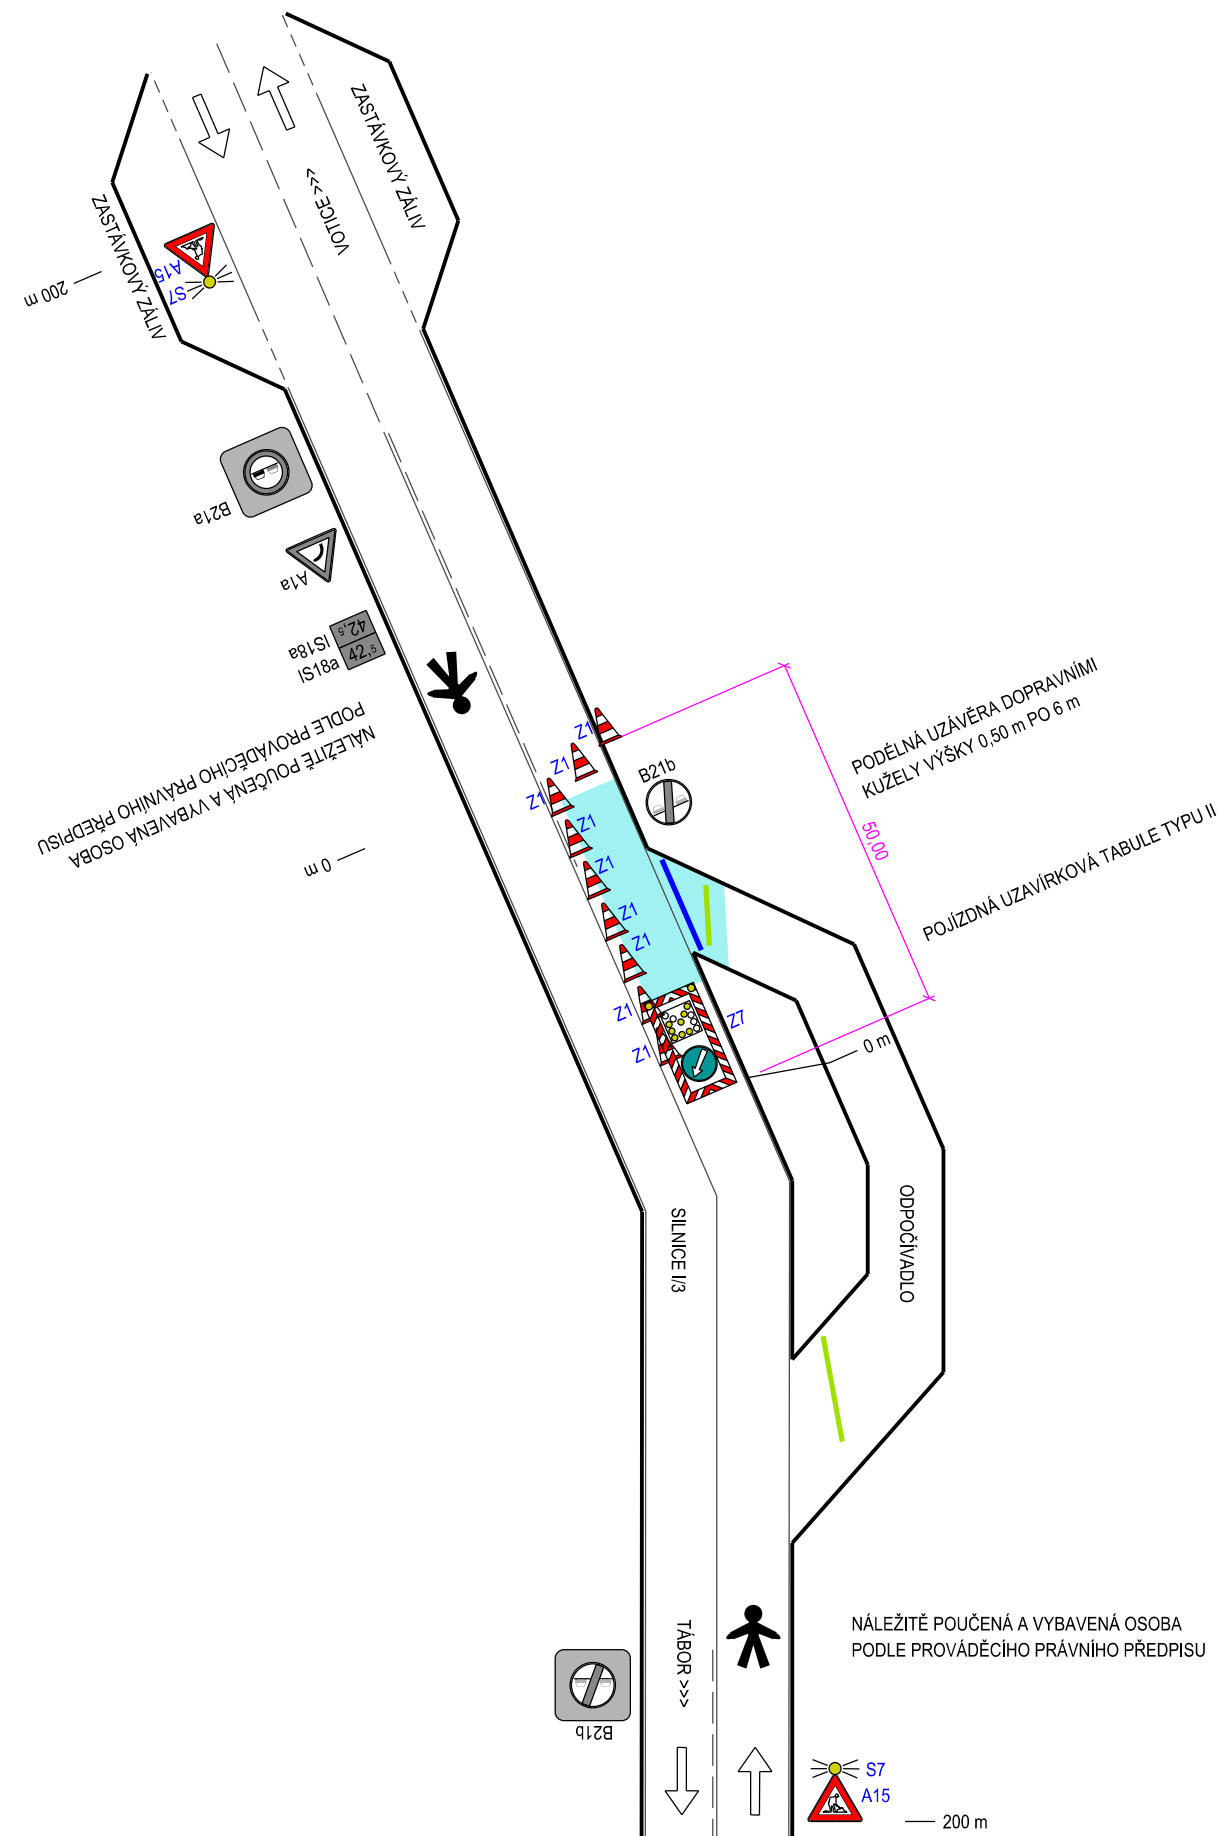 ZASTÁVKOVÝ ZÁLIV
VOTICE >>>
ZASTÁVKOVÝ ZÁLIV
A15
S7
200 m
B21a
A1a
IS18a
42,5
IS18a
42,5
NÁLEŽITĚ POUČENÁ A VYBAVENÁ OSOBA
PODLE PROVÁDĚCÍHO PRÁVNÍHO PŘEDPISU
0 m
Z1
Z1
Z1
Z1
Z1
Z1
Z1
Z1
Z1
B21b
PODÉLNÁ UZÁVĚRA DOPRAVNÍMI
KUŽELY VÝŠKY 0,50 m PO 6 m
50,00
POJÍZDNÁ UZAVÍRKOVÁ TABULE TYPU II
Z7
0 m
SILNICE I/3
ODPOČÍVADLO
NÁLEŽITĚ POUČENÁ A VYBAVENÁ OSOBA
PODLE PROVÁDĚCÍHO PRÁVNÍHO PŘEDPISU
TÁBOR >>>
B21b
S7
A15
200 m